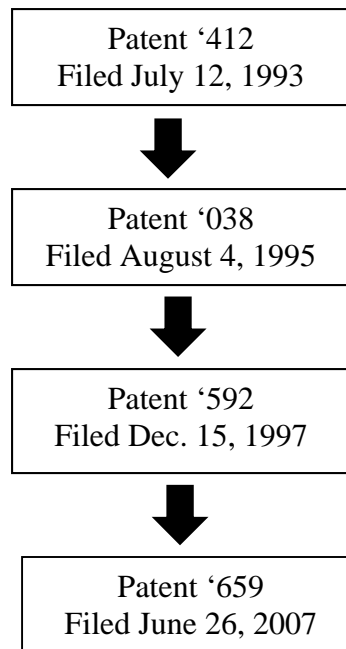 Patent ‘412
Filed July 12, 1993
Patent ‘038
Filed August 4, 1995
Patent ‘592
Filed Dec. 15, 1997
Patent ‘659
Filed June 26, 2007